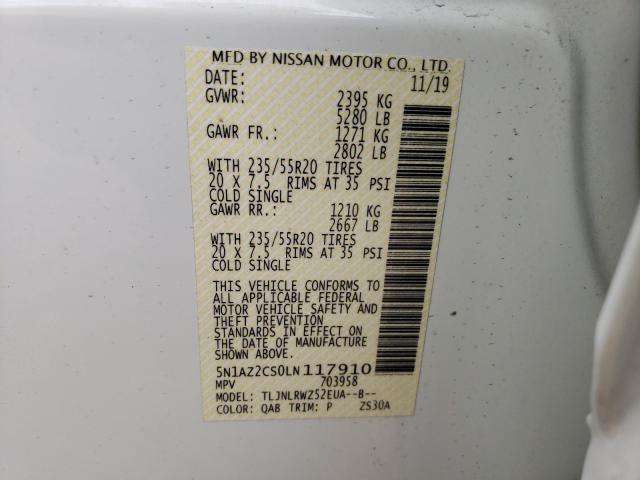 MFD BY NISSAN MOTOR CO., LTD.
DATE: 11/19
GVWR: 2395 KG
5280 LB
GAWR FR.: 1271 KG
2802 LB
WITH 235/55R20 TIRES
20 X 7.5 RIMS AT 35 PSI
COLD SINGLE
GAWR RR.: 1210 KG
2667 LB
WITH 235/55R20 TIRES
20 X 7.5 RIMS AT 35 PSI
COLD SINGLE
THIS VEHICLE CONFORMS TO
ALL APPLICABLE FEDERAL
MOTOR VEHICLE SAFETY AND
THEFT PREVENTION
STANDARDS IN EFFECT ON
THE DATE OF MANUFACTURE
SHOWN ABOVE.
5N1AZ2CS0LN117910
MPV 703958
MODEL: TLJNLRWZ52EUA--B--
COLOR: QAB TRIM: P ZS30A